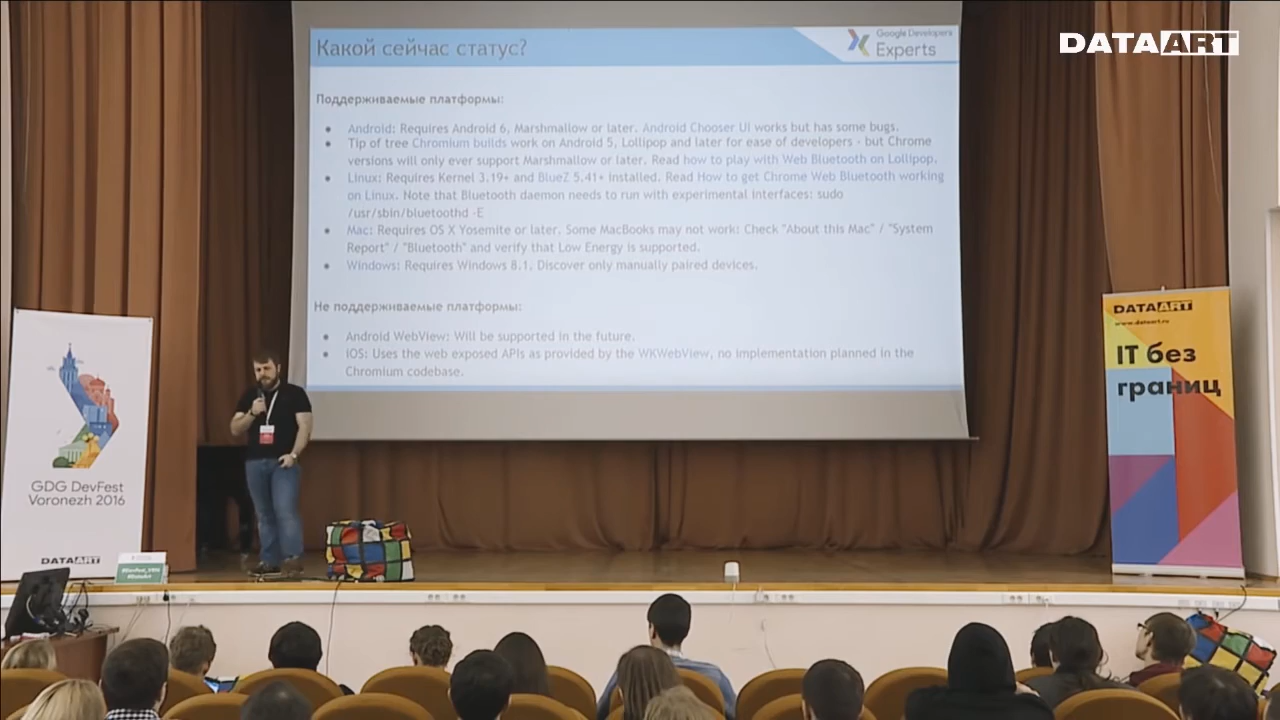 Какой сейчас статус?
Google Developers
Experts
DATAART
Поддерживаемые платформы:
● Android: Requires Android 6, Marshmallow or later. Android Chooser UI works but has some bugs.
● Tip of tree Chromium builds work on Android 5, Lollipop and later for ease of developers - but Chrome
versions will only ever support Marshmallow or later. Read how to play with Web Bluetooth on Lollipop.
● Linux: Requires Kernel 3.19+ and BlueZ 5.41+ installed. Read How to get Chrome Web Bluetooth working
on Linux. Note that Bluetooth daemon needs to run with experimental interfaces: sudo
/usr/sbin/bluetoothd -E
● Mac: Requires OS X Yosemite or later. Some MacBooks may not work: Check "About this Mac" / "System
Report" / "Bluetooth" and verify that Low Energy is supported.
● Windows: Requires Windows 8.1. Discover only manually paired devices.
Не поддерживаемые платформы:
● Android WebView: Will be supported in the future.
● iOS: Uses the web exposed APIs as provided by the WKWebView, no implementation planned in the
Chromium codebase.
GDG DevFest
Voronezh 2016
DATAART
DATAART
www.dataart.ru
IT без
границ